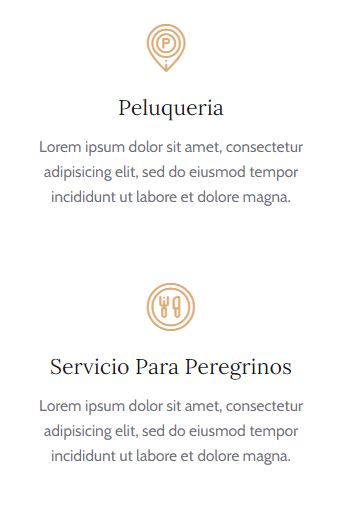 P
Peluqueria
Lorem ipsum dolor sit amet, consectetur
adipisicing elit, sed do eiusmod tempor
incididunt ut labore et dolore magna.
Servicio Para Peregrinos
Lorem ipsum dolor sit amet, consectetur
adipisicing elit, sed do eiusmod tempor
incididunt ut labore et dolore magna.